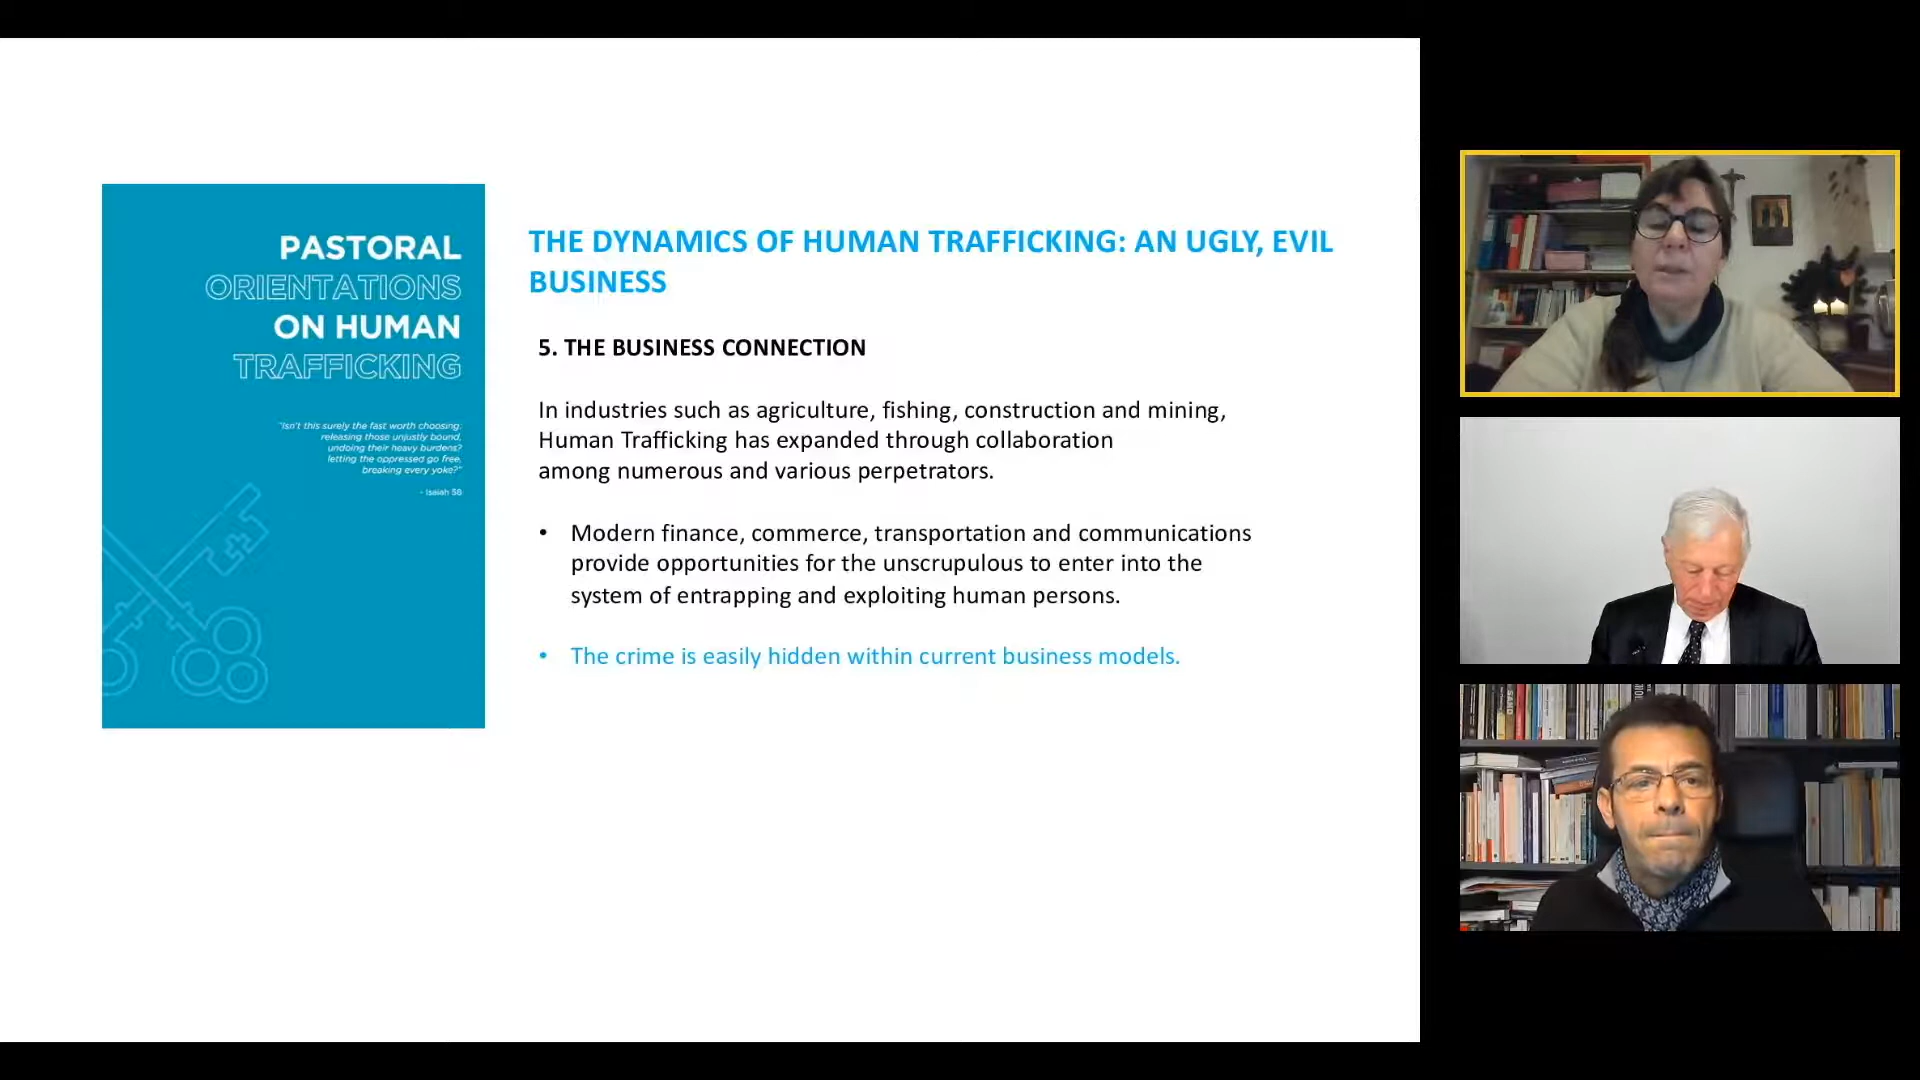 PASTORAL
ORIENTATIONS
ON HUMAN
TRAFFICKING
"Isn't this surely the fast worth choosing:
releasing those unjustly bound,
undoing their heavy burdens?
letting the oppressed go free,
breaking every yoke?"
- Isaiah 58
THE DYNAMICS OF HUMAN TRAFFICKING: AN UGLY, EVIL
BUSINESS
5. THE BUSINESS CONNECTION
In industries such as agriculture, fishing, construction and mining,
Human Trafficking has expanded through collaboration
among numerous and various perpetrators.
• Modern finance, commerce, transportation and communications
provide opportunities for the unscrupulous to enter into the
system of entrapping and exploiting human persons.
• The crime is easily hidden within current business models.